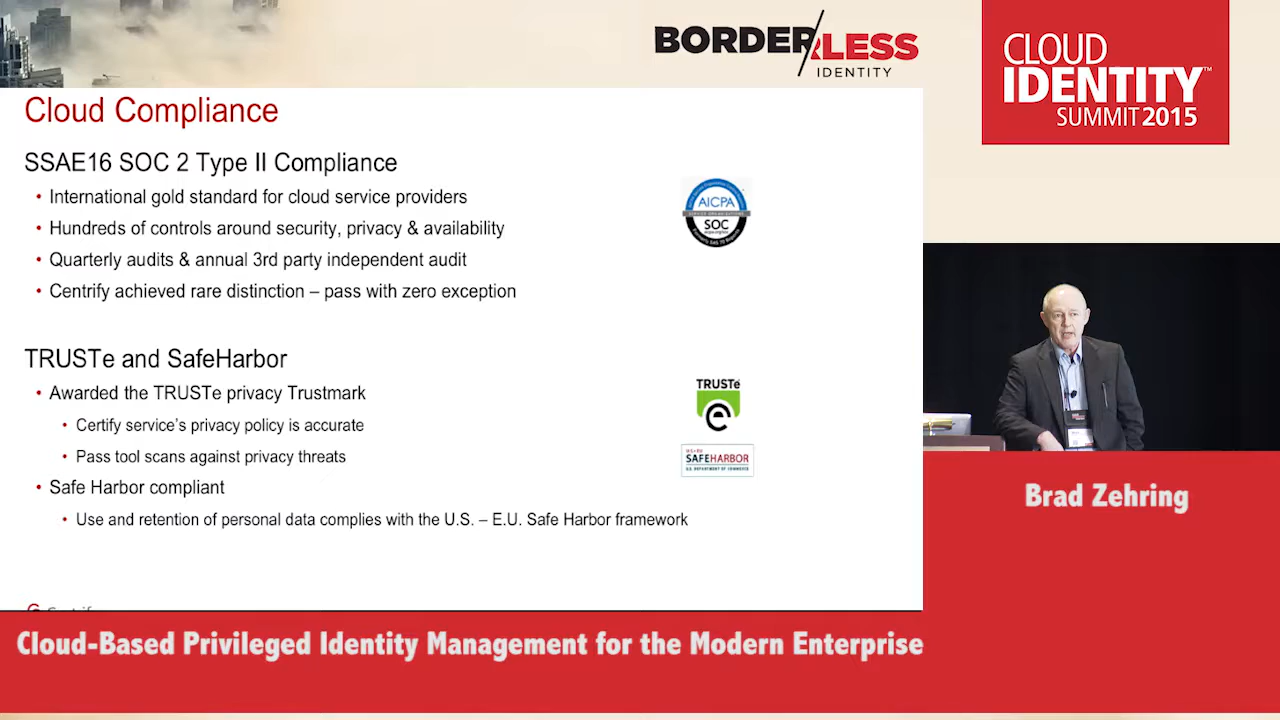 BORDERLESS
IDENTITY
CLOUD
IDENTITY™
SUMMIT 2015
Cloud Compliance
SSAE16 SOC 2 Type II Compliance
• International gold standard for cloud service providers
• Hundreds of controls around security, privacy & availability
• Quarterly audits & annual 3rd party independent audit
• Centrify achieved rare distinction – pass with zero exception
AICPA
SOC
TRUSTe and SafeHarbor
• Awarded the TRUSTe privacy Trustmark
• Certify service's privacy policy is accurate
• Pass tool scans against privacy threats
• Safe Harbor compliant
• Use and retention of personal data complies with the U.S. – E.U. Safe Harbor framework
TRUSTe
e
SAFEHARBOR
U.S. DEPARTMENT OF COMMERCE
Brad Zehring
Cloud-Based Privileged Identity Management for the Modern Enterprise